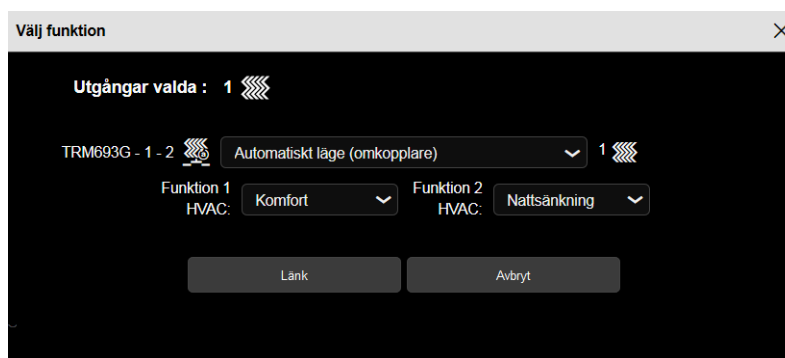 Välj funktion
Utgångar valda : 1
TRM693G - 1 - 2 Automatiskt läge (omkopplare) 1
Funktion 1 HVAC: Komfort Funktion 2 HVAC: Nattsänkning
Länk Avbryt